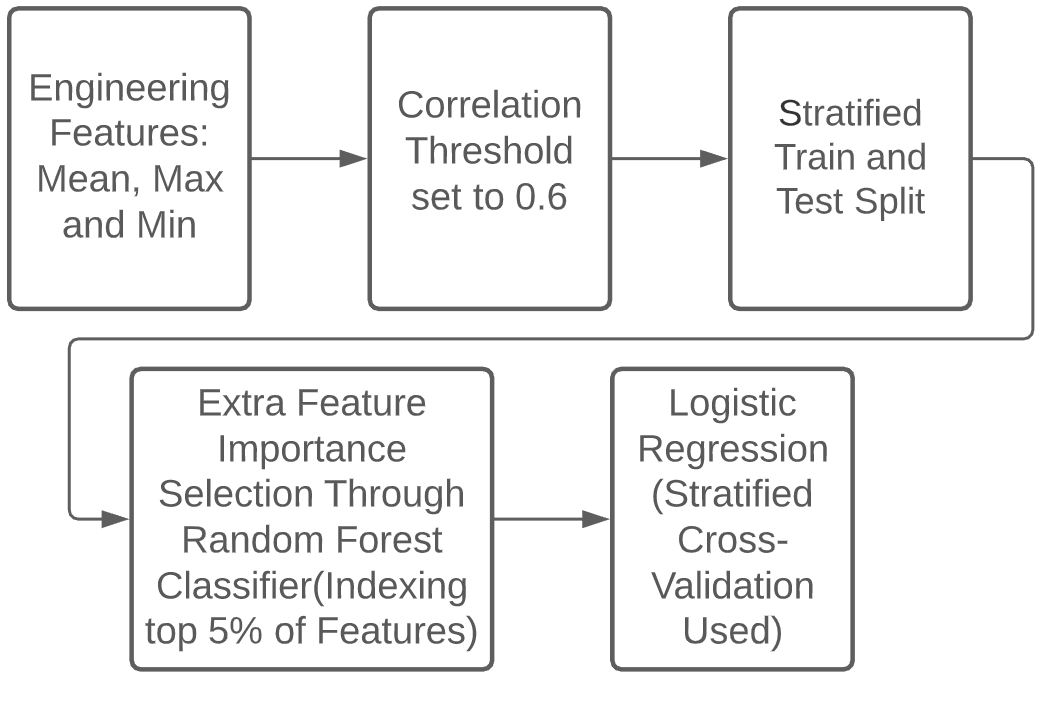 Engineering
Features:
Mean, Max
and Min
Correlation
Threshold
set to 0.6
Stratified
Train and
Test Split
Extra Feature
Importance
Selection Through
Random Forest
Classifier(Indexing
top 5% of Features)
Logistic
Regression
(Stratified
Cross-
Validation
Used)